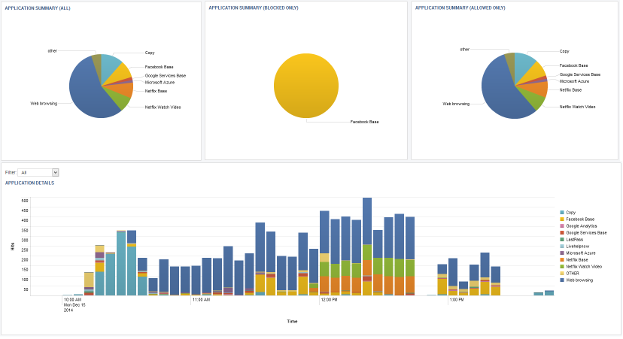 APPLICATION SUMMARY (ALL)
other
Copy
Facebook Base
Google Services Base
Microsoft Azure
Netflix Base
Netflix Watch Video
Web browsing
APPLICATION SUMMARY (BLOCKED ONLY)
Facebook Base
APPLICATION SUMMARY (ALLOWED ONLY)
other
Copy
Facebook Base
Google Services Base
Microsoft Azure
Netflix Base
Netflix Watch Video
Web browsing
Filter: All
APPLICATION DETAILS
500
450
400
350
300
250
200
150
100
50
Hits
10:00 AM
Mon Dec 15
2014
11:00 AM
12:00 PM
1:00 PM
Time
Copy
Facebook Base
Google Analytics
Google Services Base
LastPass
Microsoft Azure
Netflix Base
Netflix Watch Video
OTHER
Web browsing